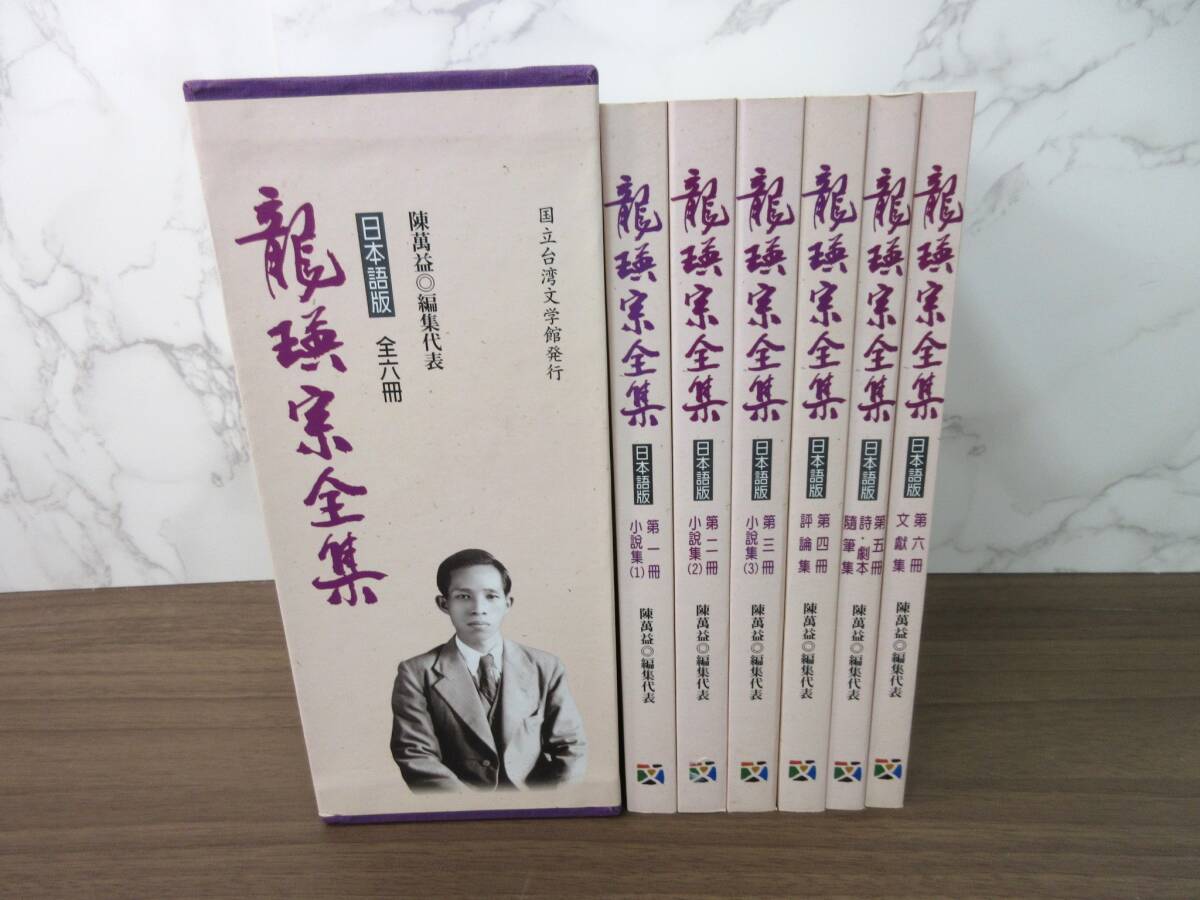 国立台湾文学館発行
陳萬益◎編集代表
日本語版
全六冊
龍瑛宗全集
龍瑛宗全集
日本語版
第一冊
小說集(1)
陳萬益◎編集代表
龍瑛宗全集
日本語版
第二冊
小說集(2)
陳萬益◎編集代表
龍瑛宗全集
日本語版
第三冊
小說集(3)
陳萬益◎編集代表
龍瑛宗全集
日本語版
第四冊
評論集
陳萬益◎編集代表
龍瑛宗全集
日本語版
第五冊
詩・劇本
隨筆集
陳萬益◎編集代表
龍瑛宗全集
日本語版
第六冊
文獻集
陳萬益◎編集代表